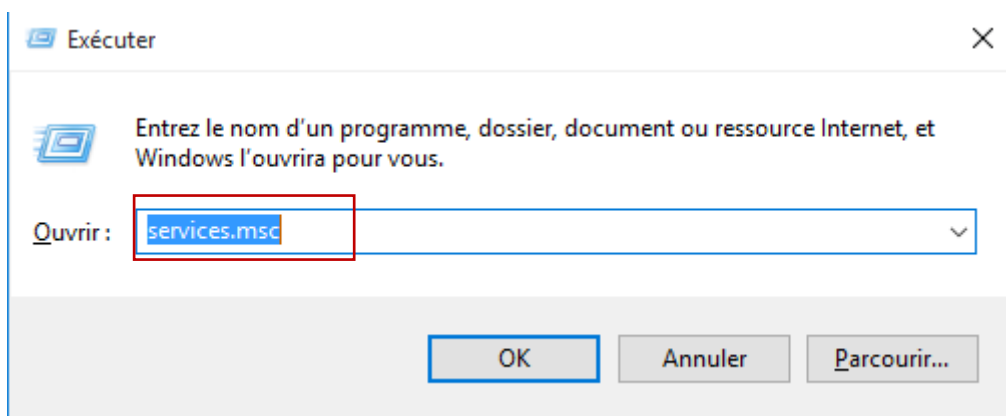 Exécuter
Entrez le nom d'un programme, dossier, document ou ressource Internet, et
Windows l'ouvrira pour vous.
Ouvrir : services.msc
OK Annuler Parcourir...